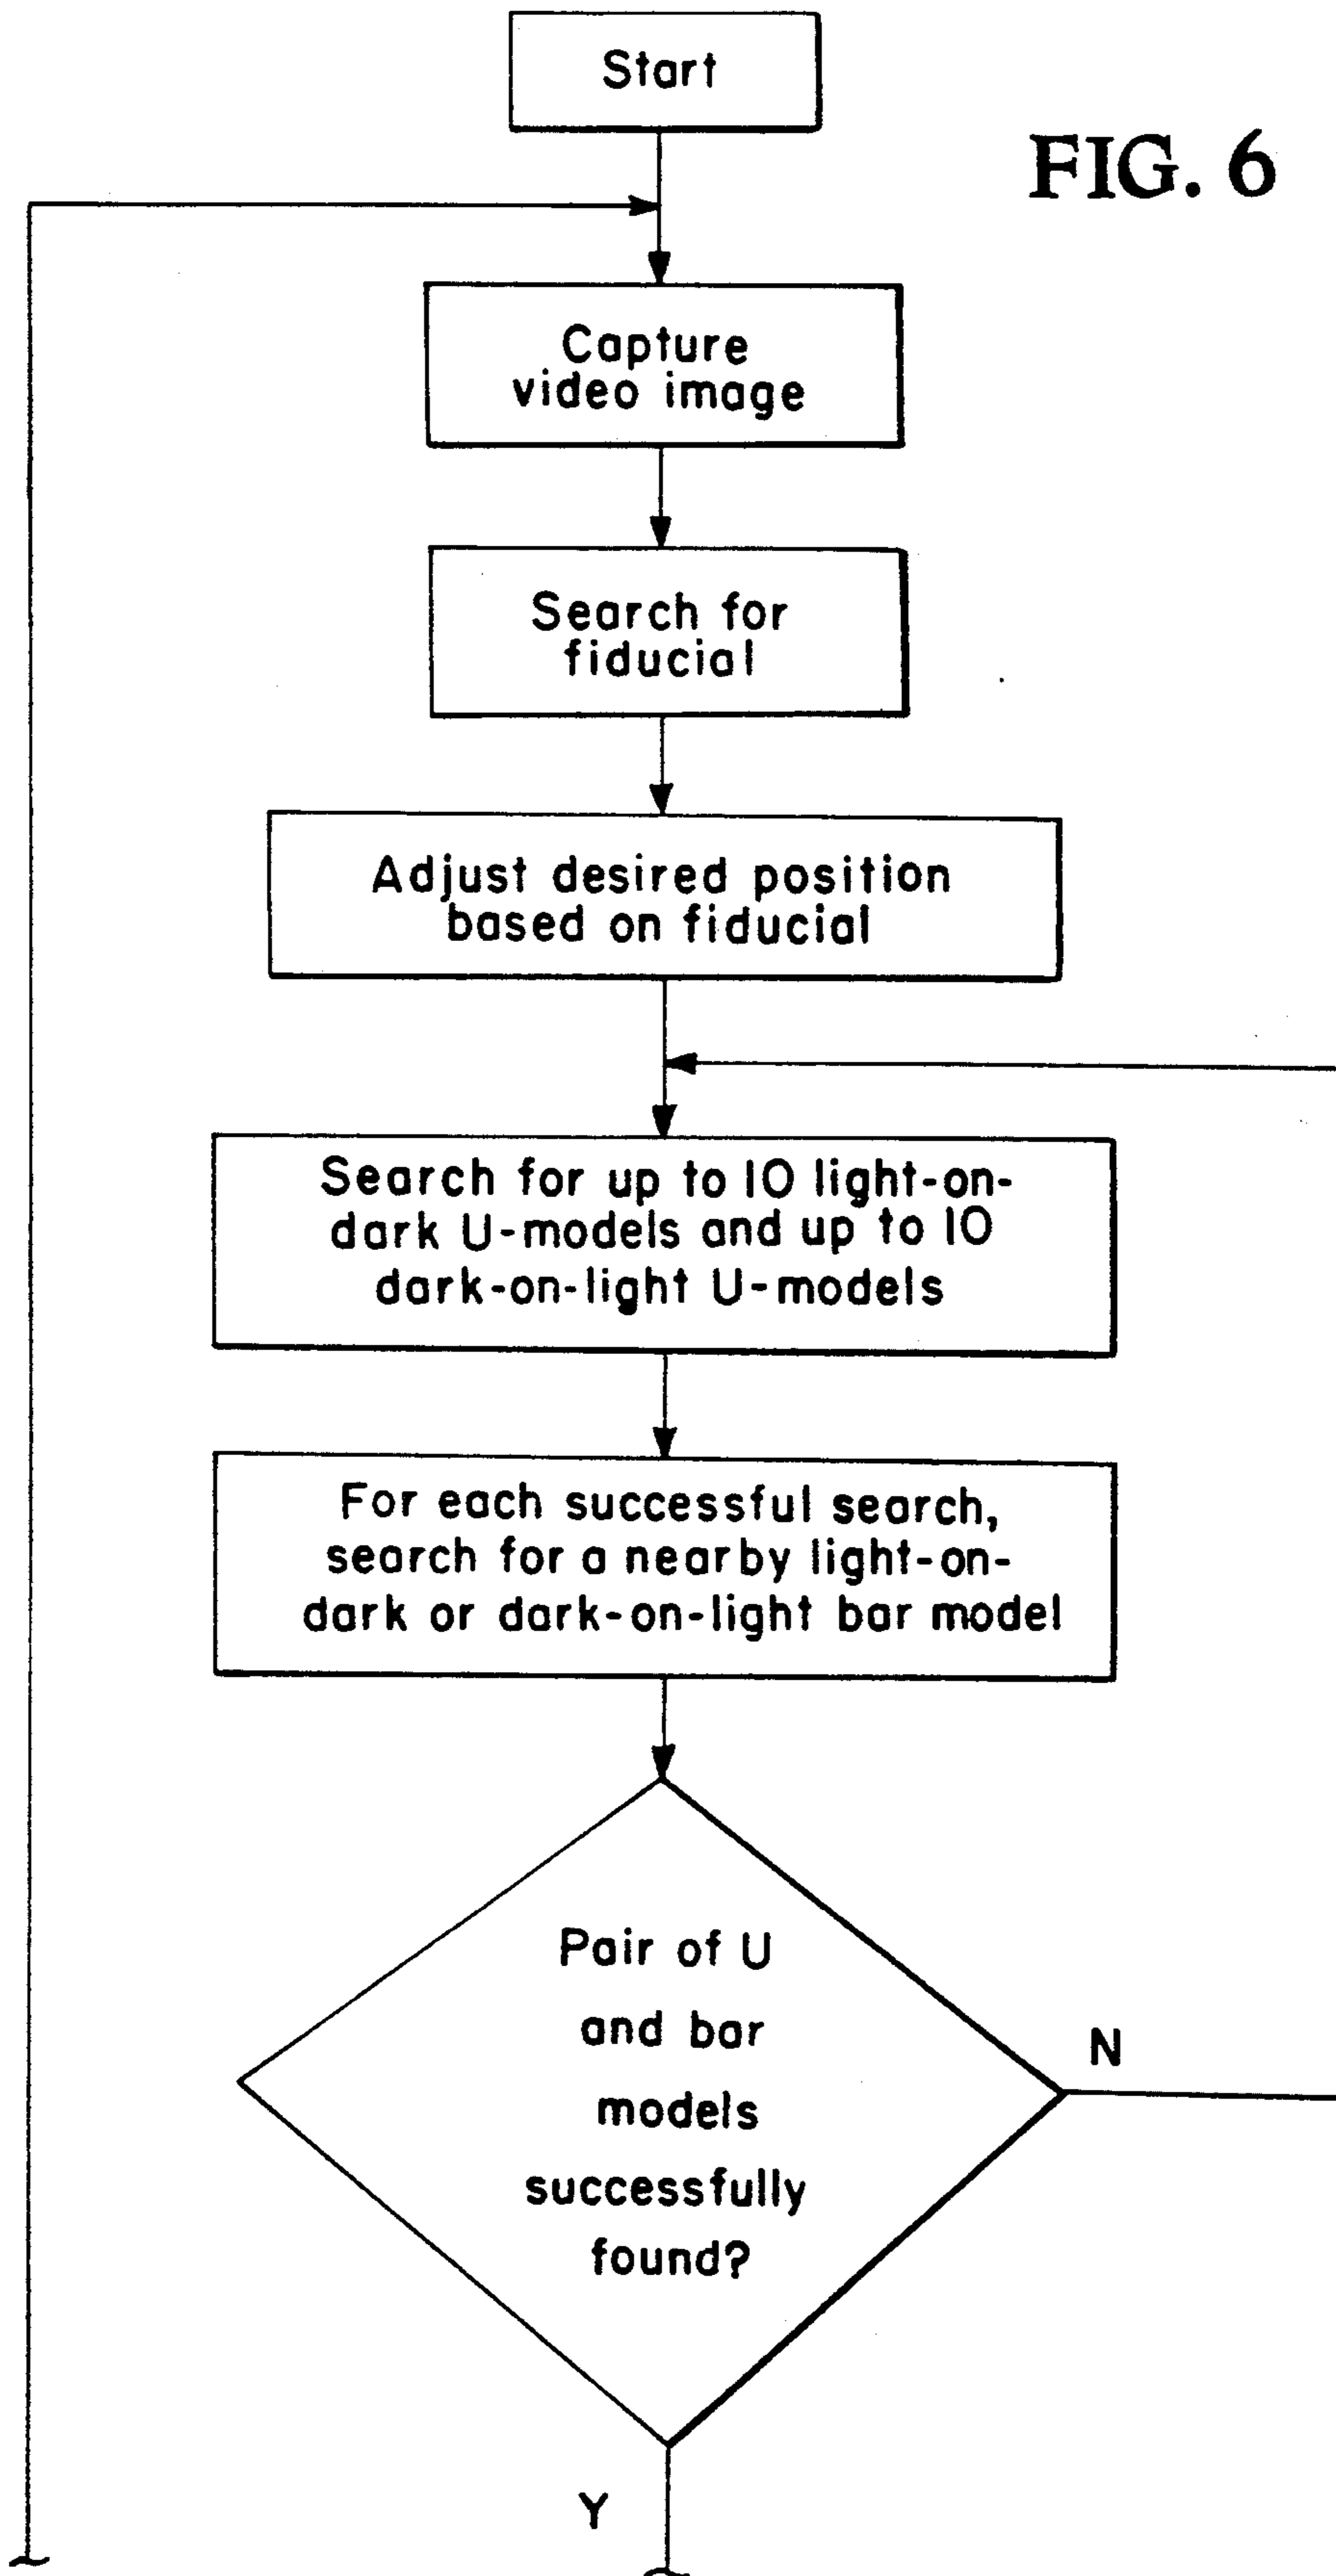 Start
FIG. 6
Capture
video image
Search for
fiducial
Adjust desired position
based on fiducial
Search for up to 10 light-on-
dark U-models and up to 10
dark-on-light U-models
For each successful search,
search for a nearby light-on-
dark or dark-on-light bar model
Pair of U
and bar
models
successfully
found?
N
Y